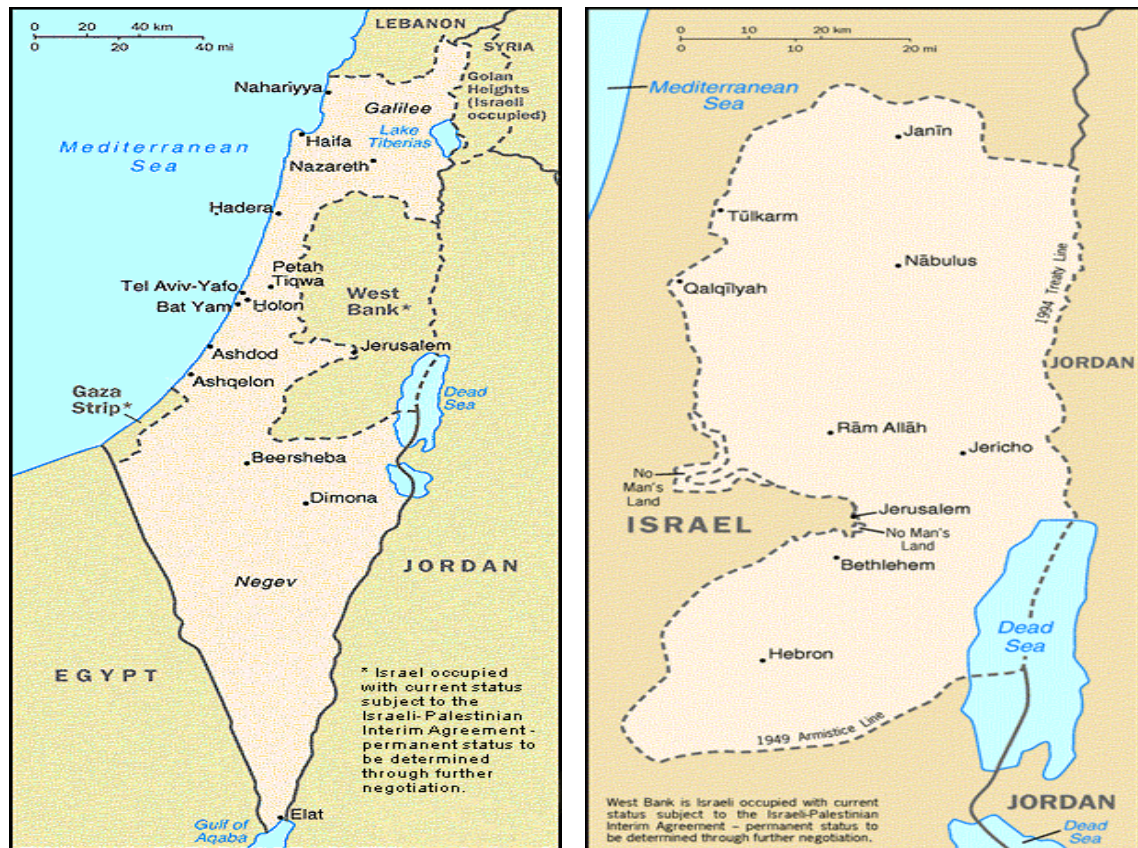 0 20 40 km
0 20 40 mi
LEBANON
SYRIA
Golan
Heights
(Israeli
occupied)
Nahariyya
Galilee
Lake
Tiberias
Haifa
Nazareth
Mediterranean
Sea
Hadera
Petah
Tiqwa
Tel Aviv-Yafo
Bat Yam
Holon
West
Bank*
Jerusalem
Ashdod
Ashqelon
Gaza
Strip*
Dead
Sea
Beersheba
Dimona
Negev
JORDAN
EGYPT
* Israel occupied
with current status
subject to the
Israeli-Palestinian
Interim Agreement -
permanent status to
be determined
through further
negotiation.
Elat
Gulf of
Aqaba
0 10 20 km
0 10 20 mi
Mediterranean
Sea
Janīn
Tūlkarm
Nābulus
Qalqīlyah
1994 Treaty Line
JORDAN
Rām Allāh
Jericho
No
Man's
Land
ISRAEL
Jerusalem
No Man's
Land
Bethlehem
Dead
Sea
Hebron
1949 Armistice Line
West Bank is Israeli occupied with current
status subject to the Israeli-Palestinian
Interim Agreement – permanent status to
be determined through further negotiation.
JORDAN
Dead
Sea